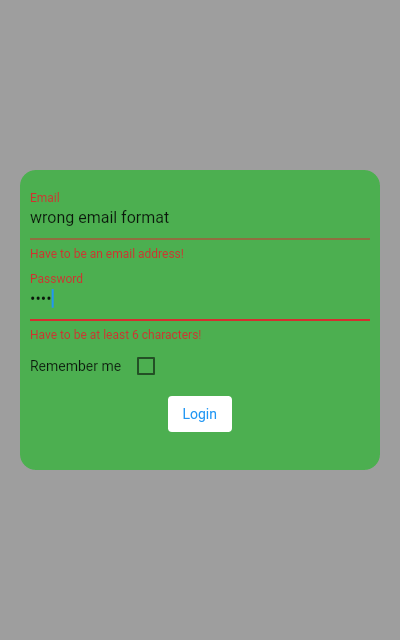 Email
wrong email format
Have to be an email address!
Password
••••
Have to be at least 6 characters!
Remember me
Login